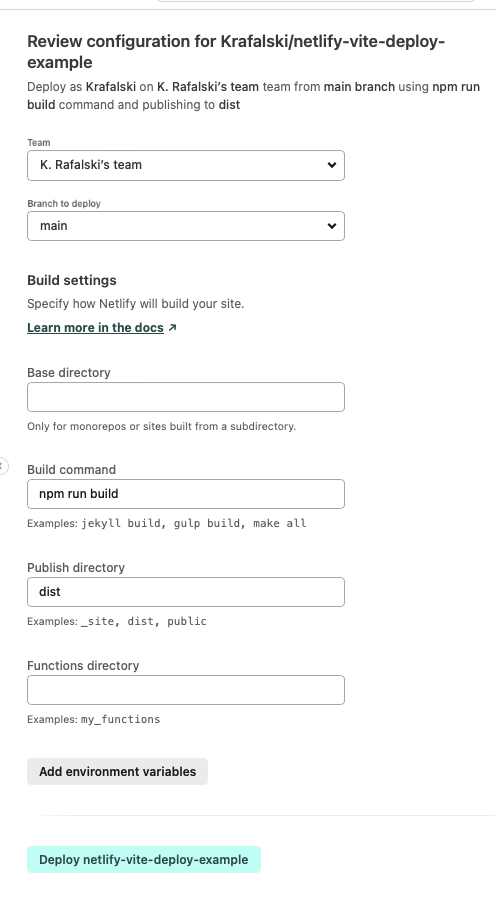 Review configuration for Krafalski/netlify-vite-deploy-
example
Deploy as Krafalski on K. Rafalski’s team team from main branch using npm run
build command and publishing to dist
Team
K. Rafalski’s team
Branch to deploy
main
Build settings
Specify how Netlify will build your site.
Learn more in the docs ↗
Base directory
Only for monorepos or sites built from a subdirectory.
Build command
npm run build
Examples: jekyll build, gulp build, make all
Publish directory
dist
Examples: _site, dist, public
Functions directory
Examples: my_functions
Add environment variables
Deploy netlify-vite-deploy-example